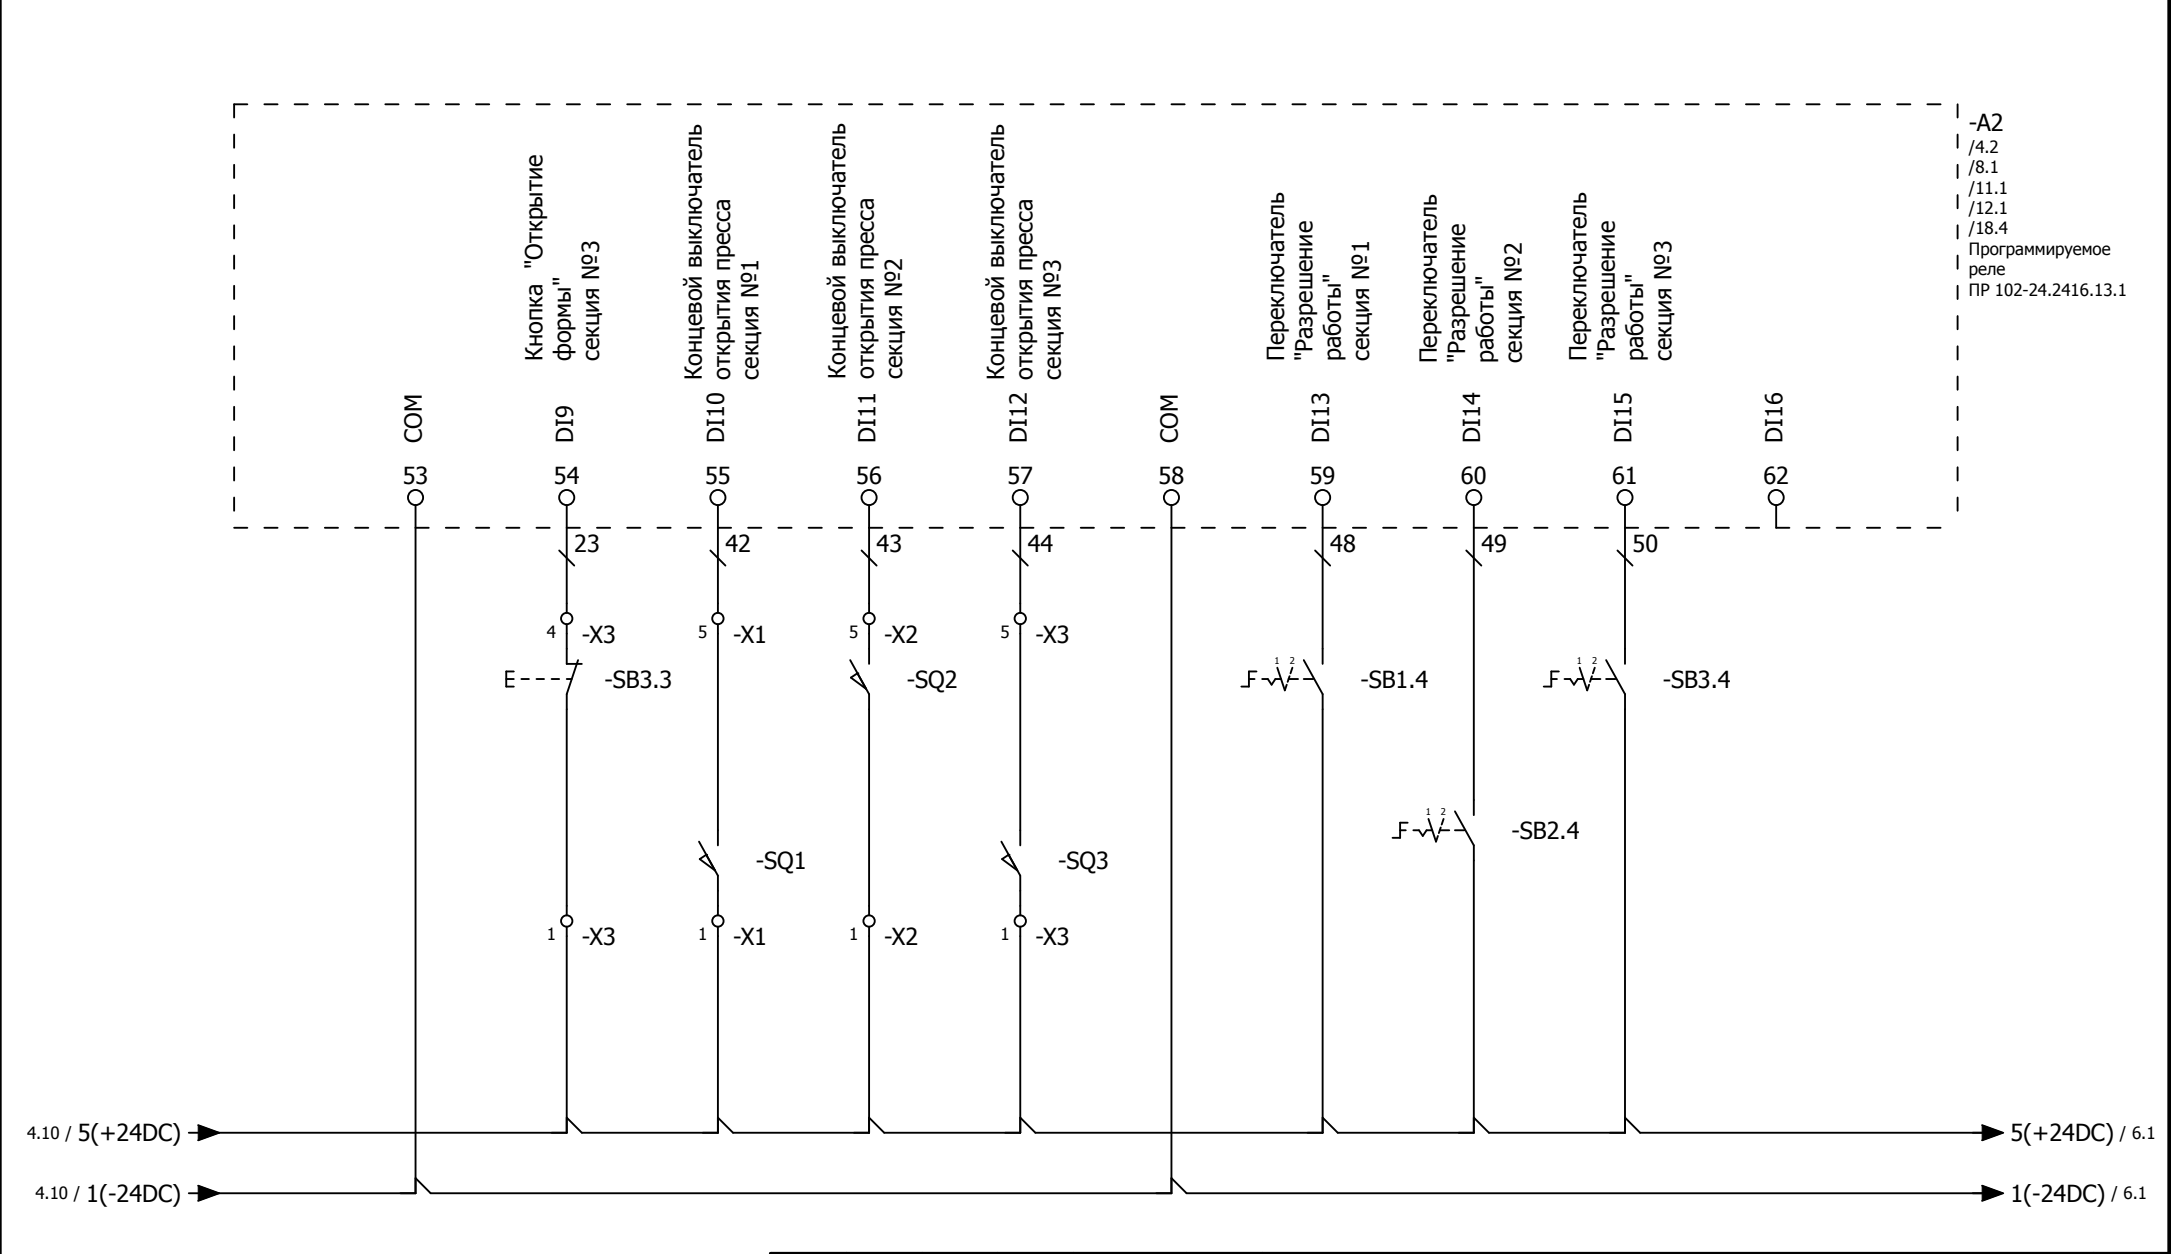 -A2
/4.2
/8.1
/11.1
/12.1
/18.4
Программируемое
реле
ПР 102-24.2416.13.1
Кнопка "Открытие
формы"
секция №3
Концевой выключатель
открытия пресса
секция №1
Концевой выключатель
открытия пресса
секция №2
Концевой выключатель
открытия пресса
секция №3
Переключатель
"Разрешение
работы"
секция №1
Переключатель
"Разрешение
работы"
секция №2
Переключатель
"Разрешение
работы"
секция №3
COM
DI9
DI10
DI11
DI12
COM
DI13
DI14
DI15
DI16
53
54
55
56
57
58
59
60
61
62
23
42
43
44
48
49
50
4 -X3
5 -X1
5 -X2
5 -X3
E
-SB3.3
-SQ2
1 2
-SB1.4
1 2
-SB3.4
1 2
-SB2.4
-SQ1
-SQ3
1 -X3
1 -X1
1 -X2
1 -X3
4.10 / 5(+24DC)
5(+24DC) / 6.1
4.10 / 1(-24DC)
1(-24DC) / 6.1